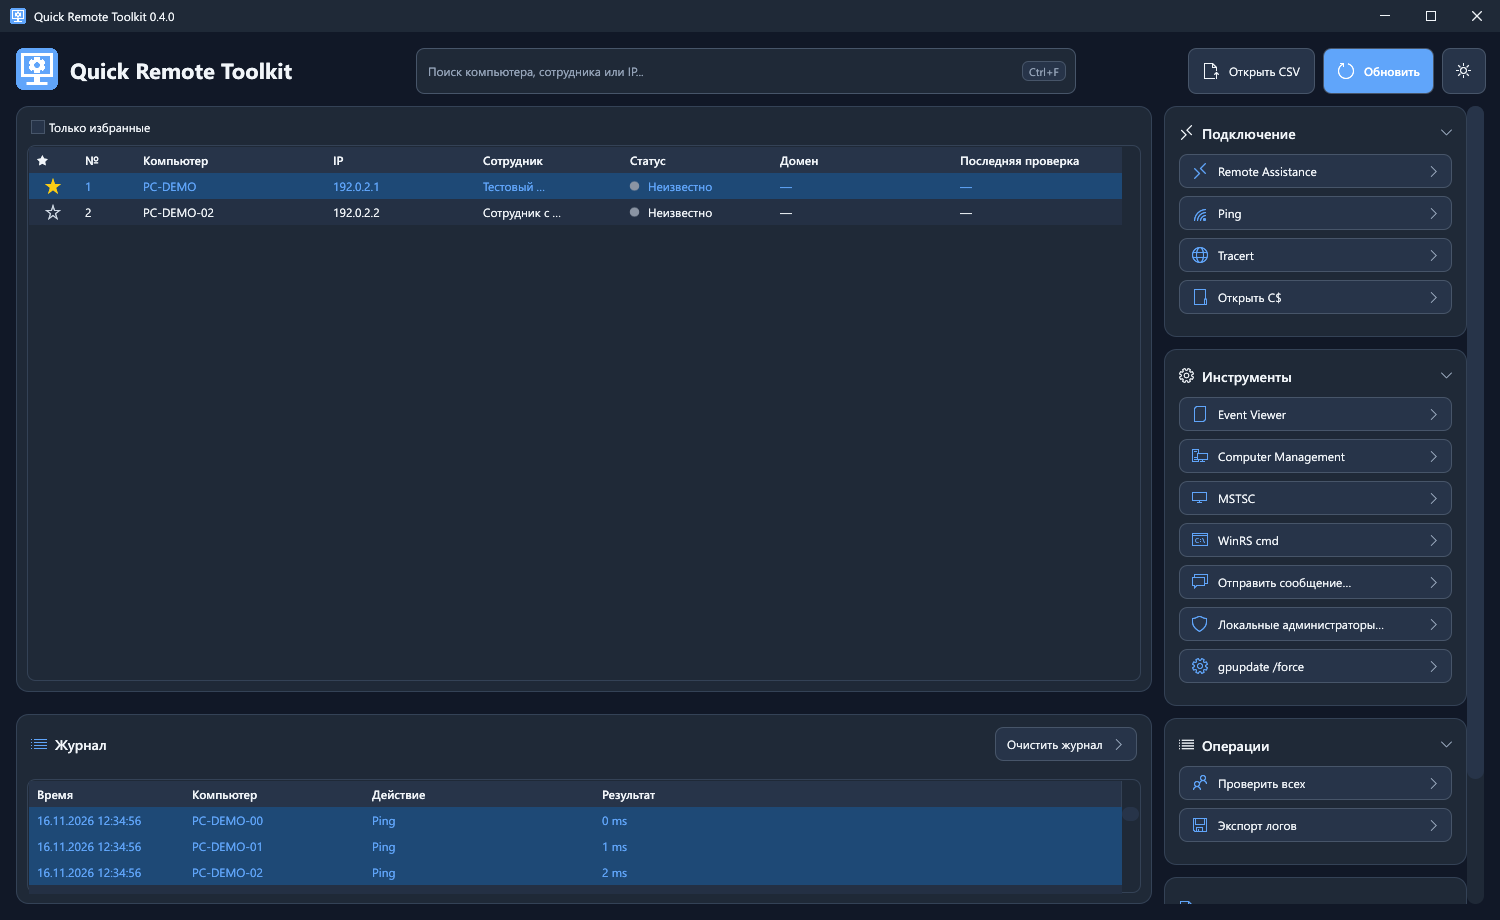 Quick Remote Toolkit 0.4.0
Quick Remote Toolkit
Поиск компьютера, сотрудника или IP...
Ctrl+F
Открыть CSV
Обновить
Только избранные
№ Компьютер IP Сотрудник Статус Домен Последняя проверка
1 PC-DEMO 192.0.2.1 Тестовый ... Неизвестно — —
2 PC-DEMO-02 192.0.2.2 Сотрудник с ... Неизвестно — —
Подключение
Remote Assistance
Ping
Tracert
Открыть C$
Инструменты
Event Viewer
Computer Management
MSTSC
WinRS cmd
Отправить сообщение...
Локальные администраторы...
gpupdate /force
Операции
Проверить всех
Экспорт логов
Журнал
Очистить журнал
Время Компьютер Действие Результат
16.11.2026 12:34:56 PC-DEMO-00 Ping 0 ms
16.11.2026 12:34:56 PC-DEMO-01 Ping 1 ms
16.11.2026 12:34:56 PC-DEMO-02 Ping 2 ms